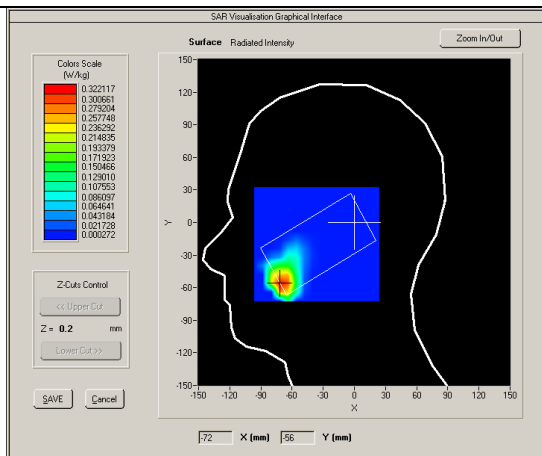 SAR Visualisation Graphical Interface
Surface Radiated Intensity
Zoom In/Out
Colors Scale
(W/kg)
0.322117
0.300661
0.279204
0.257748
0.236292
0.214835
0.193379
0.171923
0.150466
0.129010
0.107553
0.086097
0.064641
0.043184
0.021728
0.000272
Z-Cuts Control
<< Upper Cut
Z = 0.2 mm
Lower Cut >>
SAVE Cancel
150-
120-
90-
60-
30-
0-
-30-
-60-
-90-
-120-
-150-
Y
-150 -120 -90 -60 -30 0 30 60 90 120 150
X
-72 X (mm) -56 Y (mm)